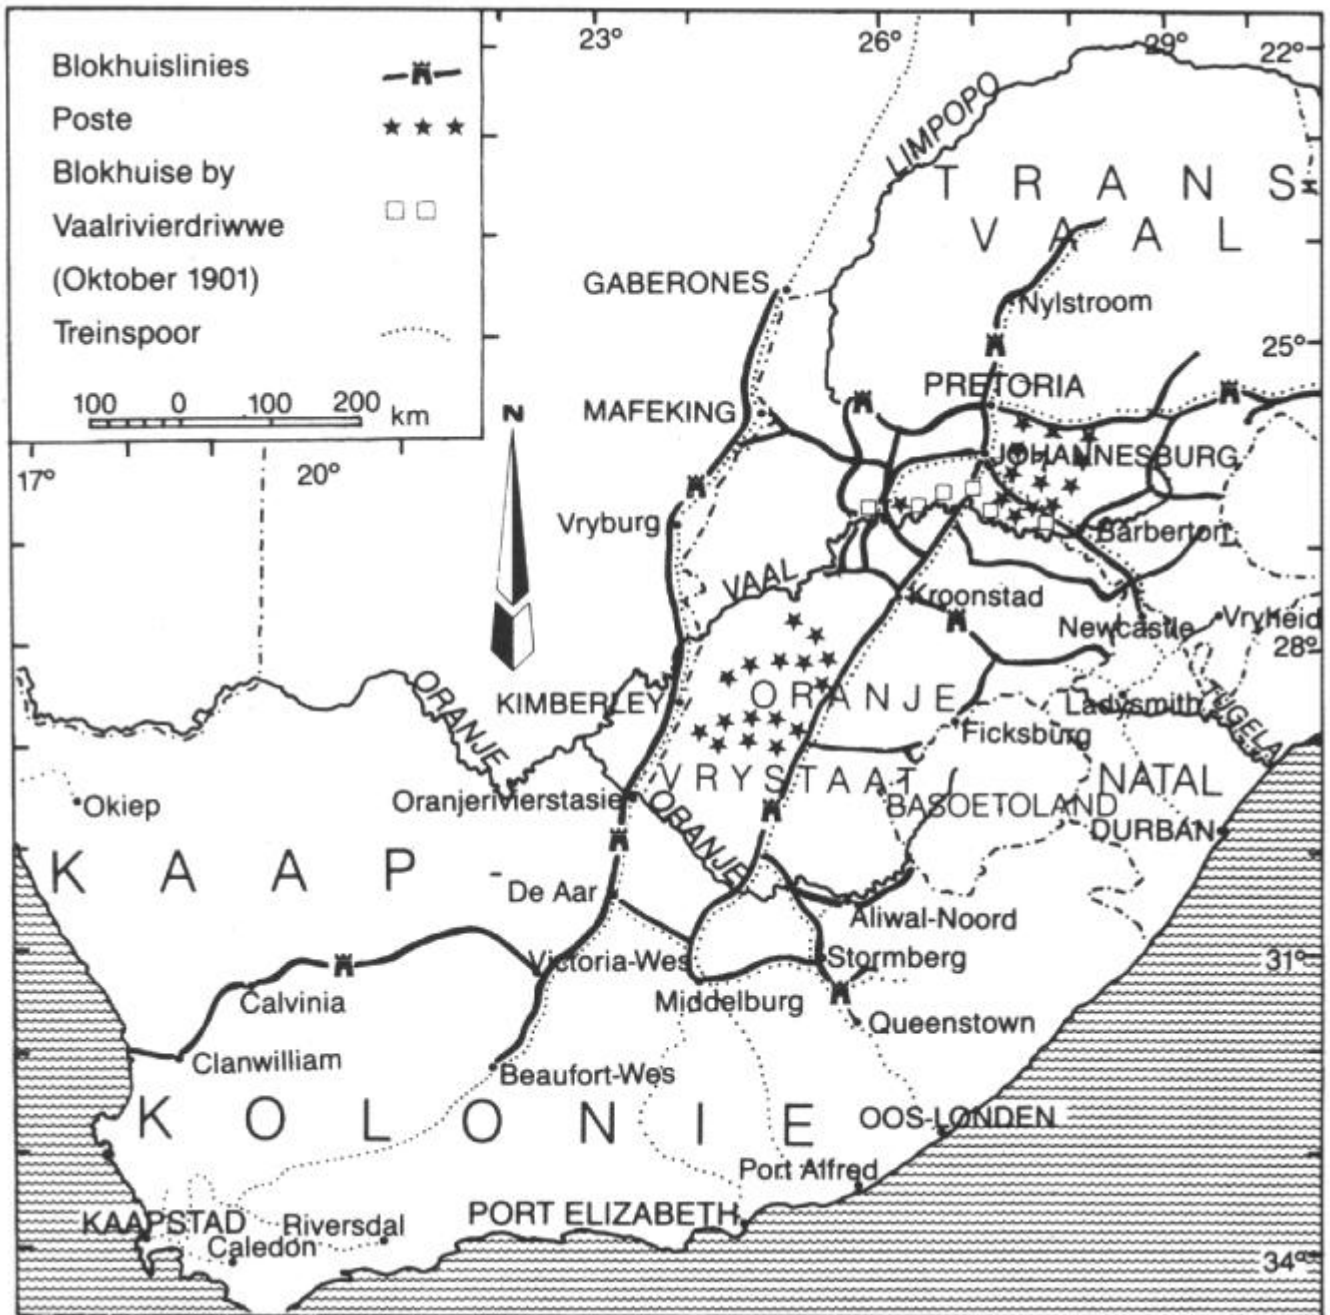 Blokhuislinies
Poste
Blokhuise by
Vaalrivierdriwwe
(Oktober 1901)
Treinspoor
100 0 100 200 km
N
23° 26° 29° 22°
LIMPOPO
TRANS-
VAAL
GABERONES
Nylstroom
25°
PRETORIA
MAFEKING
JOHANNESBURG
17° 20°
Vryburg
Barberton
VAAL
Kroonstad
Newcastle
Vryheid
28°
ORANJE
KIMBERLEY
ORANJE
Ladysmith
TUGELA
Ficksburg
VRYSTAAT
NATAL
Okiep
Oranjerivierstasie
ORANJE
BASOETOLAND
DURBAN
KAAP
De Aar
Aliwal-Noord
Victoria-Wes
Stormberg
31°
Calvinia
Middelburg
Queenstown
Clanwilliam
Beaufort-Wes
KOLONIE
OOS-LONDEN
Port Alfred
KAAPSTAD
Riversdal
PORT ELIZABETH
Caledon
34°